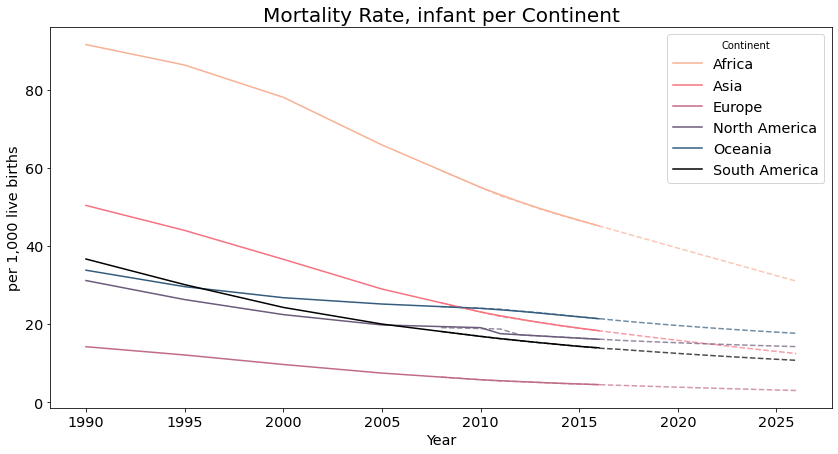 Mortality Rate, infant per Continent
per 1,000 live births
80
60
40
20
0
Continent
Africa
Asia
Europe
North America
Oceania
South America
1990 1995 2000 2005 2010 2015 2020 2025
Year